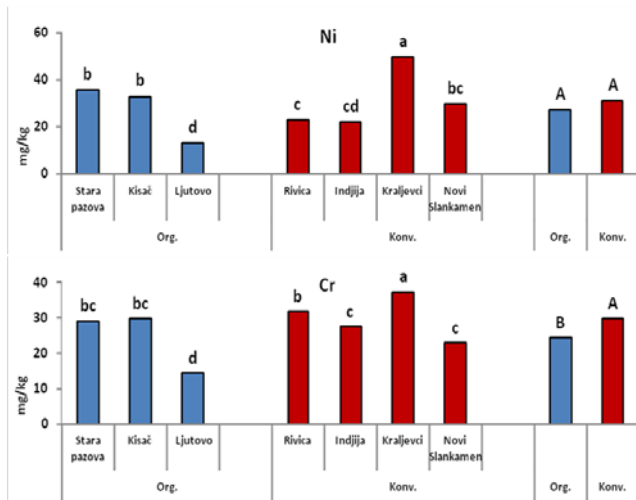 Ni
60
40
20
0
mg/kg
b
b
d
c
cd
a
bc
A
A
Stara pazova
Kisač
Ljutovo
Rivica
Indjija
Kraljevci
Novi Slankamen
Org.
Konv.
Org.
Konv.
Cr
40
30
20
10
0
mg/kg
bc
bc
d
b
c
a
c
B
A
Stara pazova
Kisač
Ljutovo
Rivica
Indjija
Kraljevci
Novi Slankamen
Org.
Konv.
Org.
Konv.